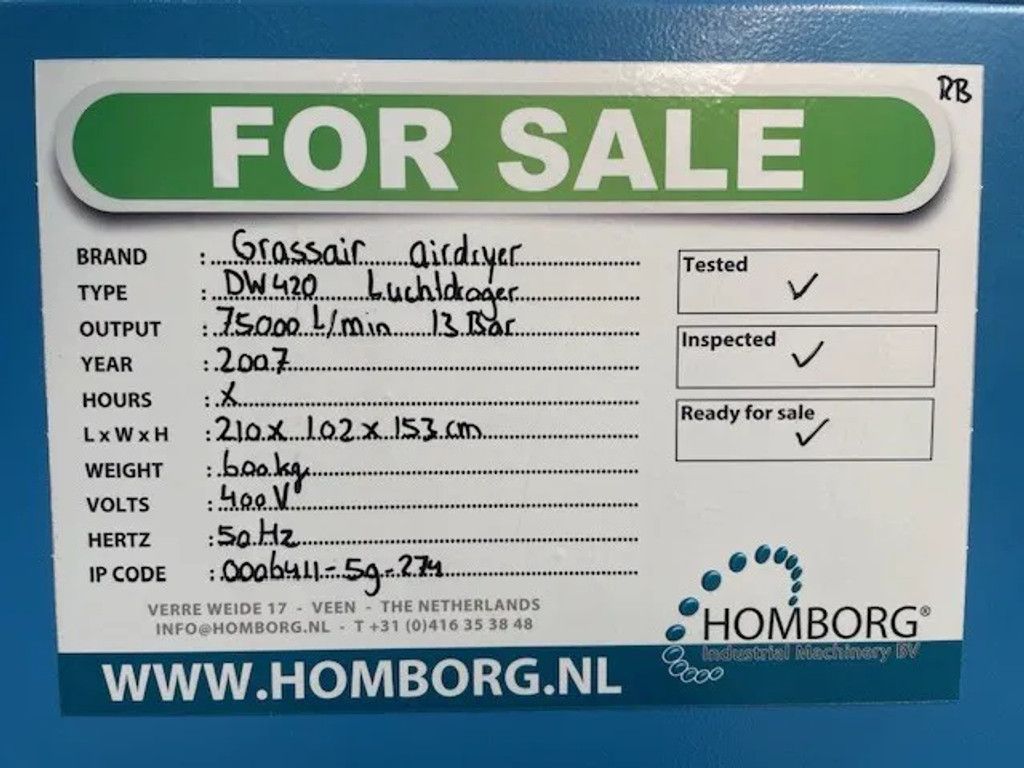 RB
FOR SALE
BRAND : Grassair airdryer
TYPE : DW420 Luchtdroger
OUTPUT : 75000 L/min 13 Bar
YEAR : 2007
HOURS : X
L x W x H : 210 x 102 x 153 cm
WEIGHT : 600 kg
VOLTS : 400 V
HERTZ : 50 Hz
IP CODE : 0006411-5g-274
Tested ✓
Inspected ✓
Ready for sale ✓
VERRE WEIDE 17 - VEEN - THE NETHERLANDS
INFO@HOMBORG.NL - T +31 (0)416 35 38 48
HOMBORG®
Industrial Machinery BV
WWW.HOMBORG.NL